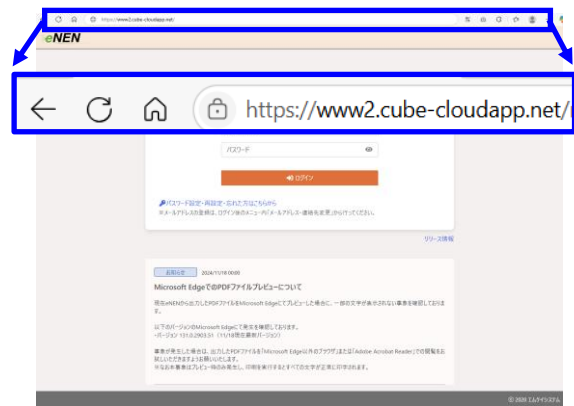 https://www2.cube-cloudapp.net/
eNEN
https://www2.cube-cloudapp.net/
パスワード
ログイン
パスワード設定・再設定・忘れた方はこちらから
※メールアドレスの登録は、ログイン後のメニュー内「メールアドレス・連絡先変更」から行ってください。
リリース情報
お知らせ 2024/11/18 00:00
Microsoft EdgeでのPDFファイルプレビューについて
現在eNENから出力したPDFファイルをMicrosoft Edgeにてプレビューした場合に、一部の文字が表示されない事象を確認しております。
以下のバージョンのMicrosoft Edgeにて発生を確認しております。
・バージョン 131.0.2903.51 (11/18現在最新バージョン)
事象が発生した場合は、出力したPDFファイルを「Microsoft Edge以外のブラウザ」または「Adobe Acrobat Reader」での閲覧をお試しいただきますようお願いいたします。
※なお本事象はプレビュー時のみ発生し、印刷を実行するとすべての文字が正常に印字されます。